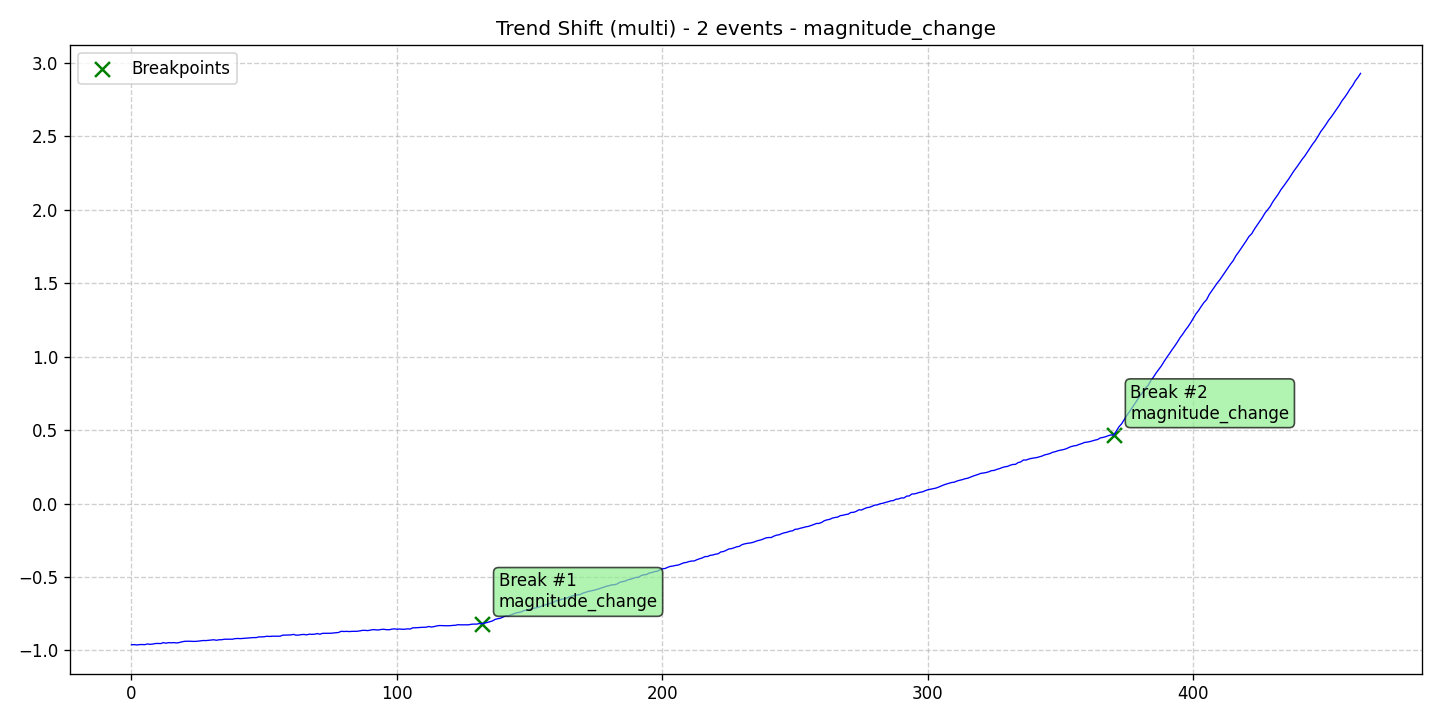 Trend Shift (multi) - 2 events - magnitude_change
Breakpoints
3.0
2.5
2.0
1.5
1.0
0.5
0.0
−0.5
−1.0
Break #2
magnitude_change
Break #1
magnitude_change
0
100
200
300
400